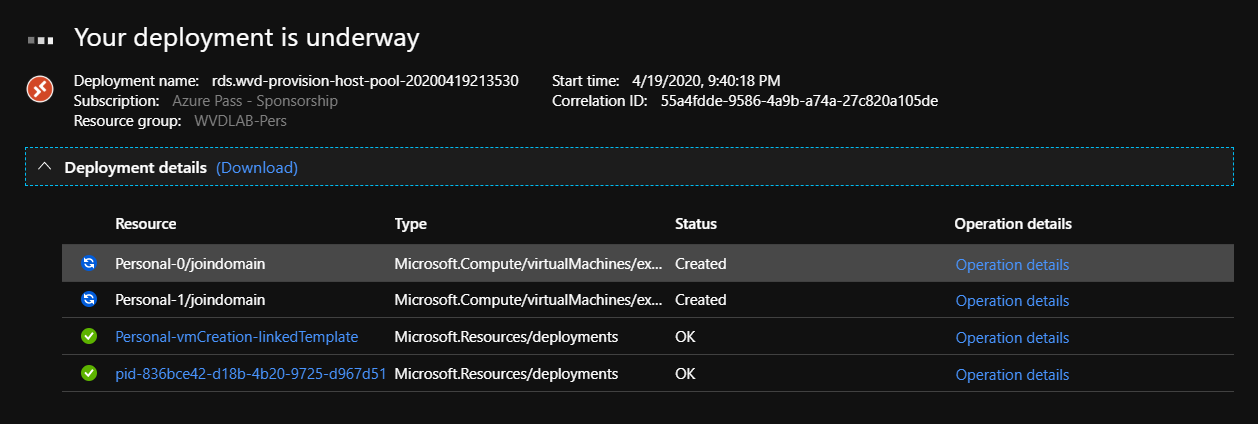 Your deployment is underway
Deployment name: rds.wvd-provision-host-pool-20200419213530 Start time: 4/19/2020, 9:40:18 PM
Subscription: Azure Pass - Sponsorship Correlation ID: 55a4fdde-9586-4a9b-a74a-27c820a105de
Resource group: WVDLAB-Pers
Deployment details (Download)
Resource Type Status Operation details
Personal-0/joindomain Microsoft.Compute/virtualMachines/ex... Created Operation details
Personal-1/joindomain Microsoft.Compute/virtualMachines/ex... Created Operation details
Personal-vmCreation-linkedTemplate Microsoft.Resources/deployments OK Operation details
pid-836bce42-d18b-4b20-9725-d967d51 Microsoft.Resources/deployments OK Operation details